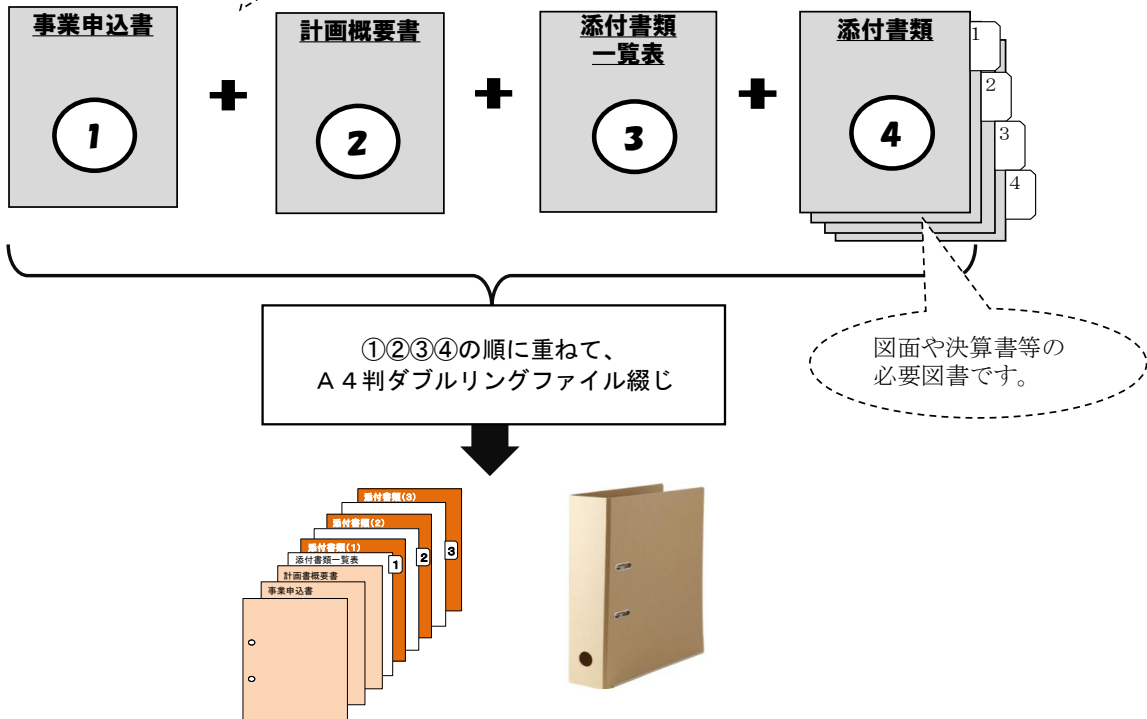 事業申込書
1
計画概要書
2
添付書類
一覧表
3
添付書類
4
1
2
3
4
①②③④の順に重ねて、
A4判ダブルリングファイル綴じ
図面や決算書等の
必要図書です。
添付書類(3)
添付書類(2)
添付書類(1)
添付書類一覧表
計画書概要書
事業申込書
1
2
3